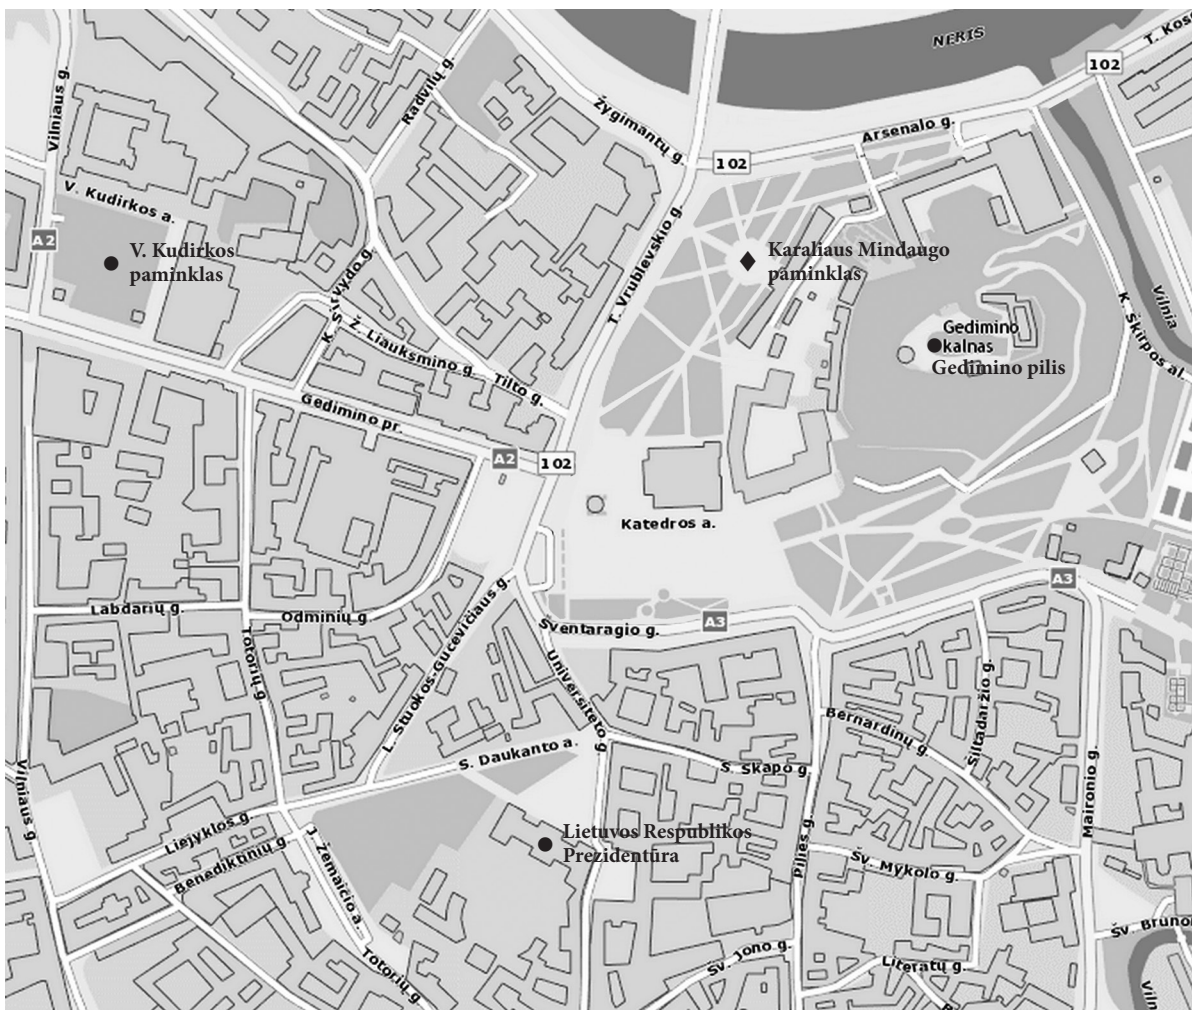 NERIS
T. Kosc
102
Vilniaus g.
Radvilų g.
Žygimantų g.
Arsenalo g.
102
V. Kudirkos a.
A2
V. Kudirkos
paminklas
K. Sirvydo g.
T. Vrublevskio g.
Karaliaus Mindaugo
paminklas
Vilnia
K. Škirpos al.
Gedimino
kalnas
Gedimino pilis
Ž. Liauksmino g.
Tilto g.
Gedimino pr.
A2
102
Katedros a.
A3
Labdarių g.
Odminių g.
Totorių g
L. Stuokos-Gucevičiaus g.
Šventaragio g.
A3
Universiteto g
Bernardinų g.
Šiltadaržio g.
Maironio g.
S. Daukanto a.
S. Skapo g.
Vilniaus g.
Liejyklos g
Benediktinių g.
J. Žemaičio a.
Lietuvos Respublikos
Prezidentūra
Pilies g.
Šv. Mykolo g.
Šv. Brunon
Totorių g
Šv. Jono g.
Literatų g.
Viln